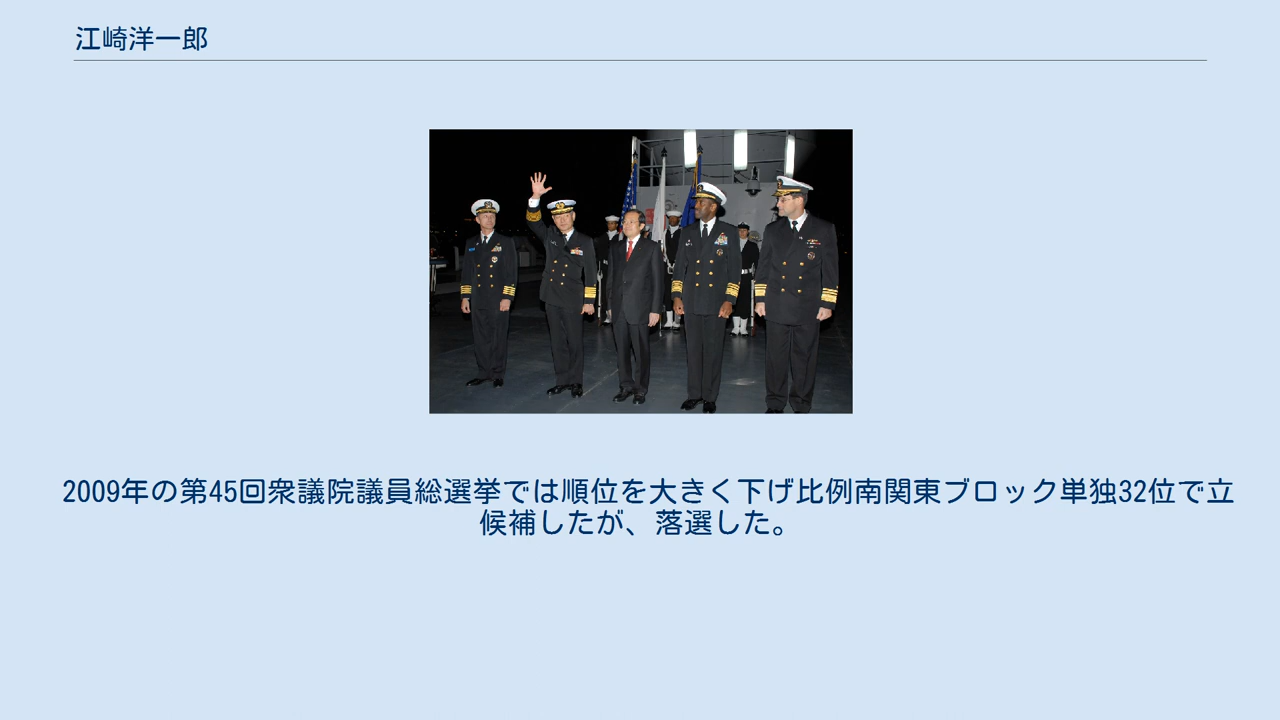 江崎洋一郎
2009年の第45回衆議院議員総選挙では順位を大きく下げ比例南関東ブロック単独32位で立
候補したが、落選した。